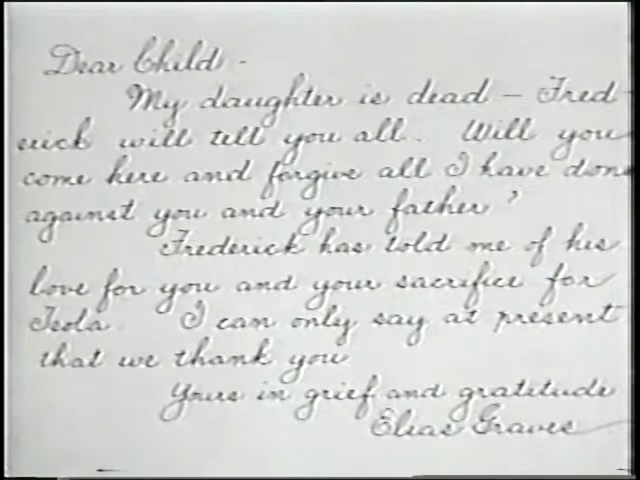 Dear Child -
My daughter is dead - Fred
erick will tell you all. Will you
come here and forgive all I have done
against you and your father?
Frederick has told me of his
love for you and your sacrifice for
Teola. I can only say at present
that we thank you
Yours in grief and gratitude
Elias Graves